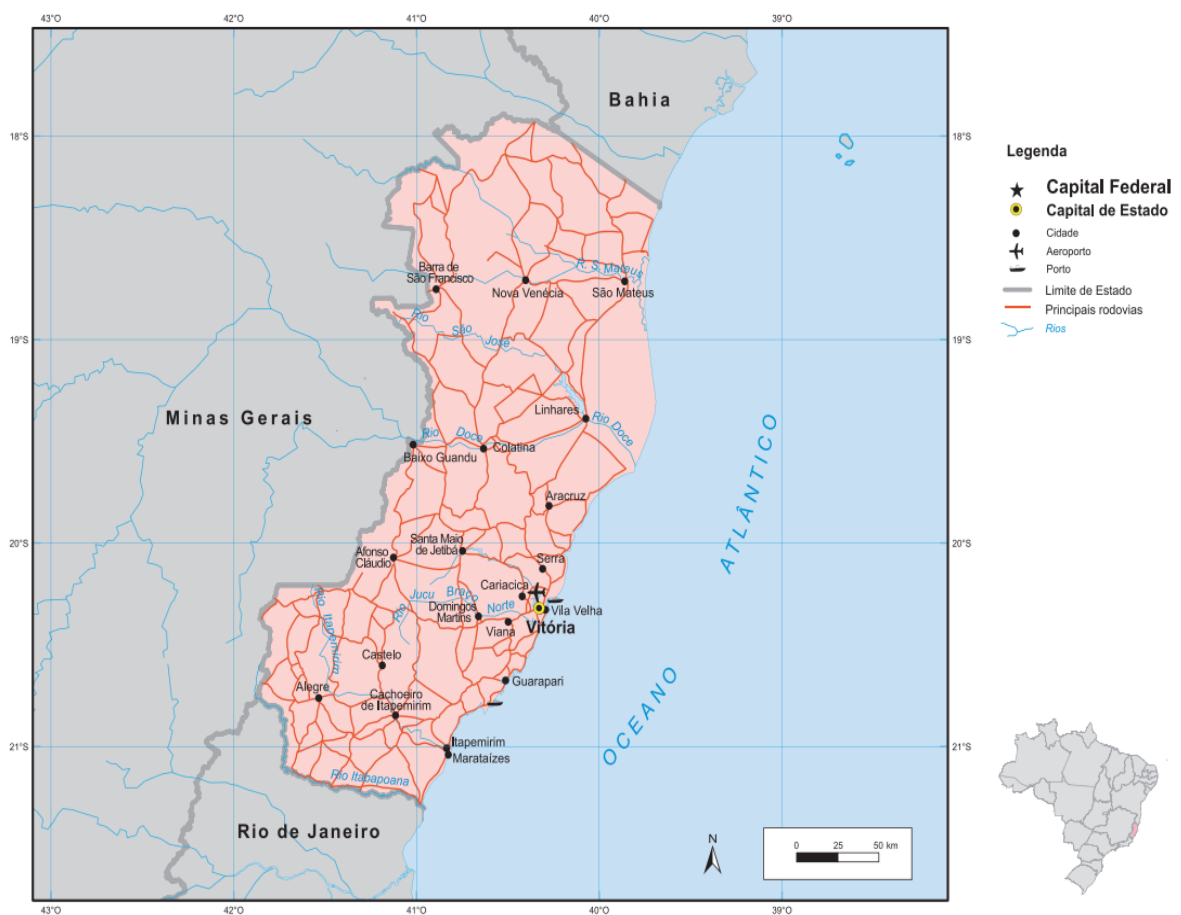 43°O
42°O
41°O
40°O
39°O
18°S
18°S
19°S
19°S
20°S
20°S
21°S
21°S
Bahia
Minas Gerais
Rio de Janeiro
Barra de
São Francisco
Nova Venécia
R. S. Mateus
São Mateus
Rio São José
Linhares
Rio Doce
Rio Doce
Baixo Guandu
Colatina
Aracruz
Santa Maio
de Jetibá
Afonso
Cláudio
Serra
Cariacica
Rio Jucu Braço Norte
Domingos
Martins
Vila Velha
Viana
Vitória
Rio Itapemirim
Castelo
Guarapari
Alegre
Cachoeiro
de Itapemirim
Itapemirim
Marataízes
Rio Itabapoana
OCEANO ATLÂNTICO
Legenda
Capital Federal
Capital de Estado
Cidade
Aeroporto
Porto
Limite de Estado
Principais rodovias
Rios
N
0 25 50 km
43°O
42°O
41°O
40°O
39°O